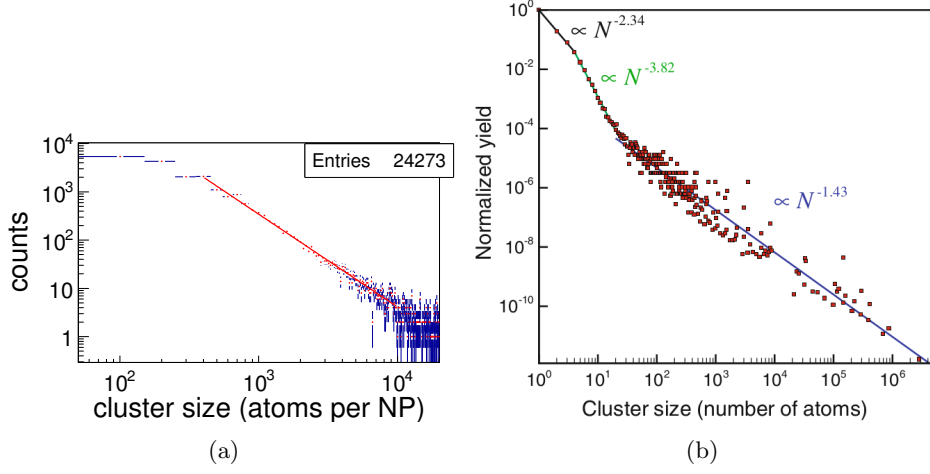 Entries 24273
10^4
10^3
10^2
10
1
counts
10^2 10^3 10^4
cluster size (atoms per NP)
(a)
10^0
10^-2
10^-4
10^-6
10^-8
10^-10
Normalized yield
∝ N^-2.34
∝ N^-3.82
∝ N^-1.43
10^0 10^1 10^2 10^3 10^4 10^5 10^6
Cluster size (number of atoms)
(b)